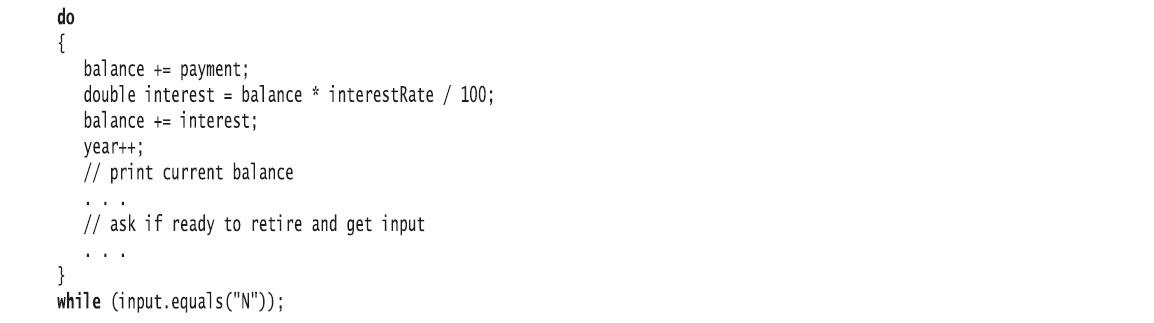 do
{
balance += payment;
double interest = balance * interestRate / 100;
balance += interest;
year++;
// print current balance
. . .
// ask if ready to retire and get input
. . .
}
while (input.equals("N"));